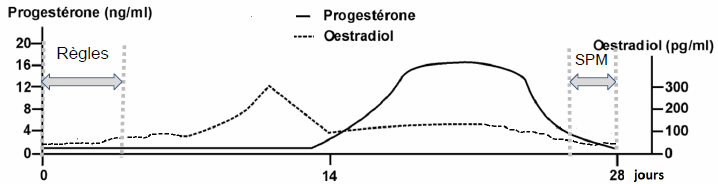 Progestérone (ng/ml)
Progestérone
Oestradiol
Œstradiol (pg/ml)
20
16
12
8
4
0
Règles
SPM
300
200
100
0
0
14
28
jours